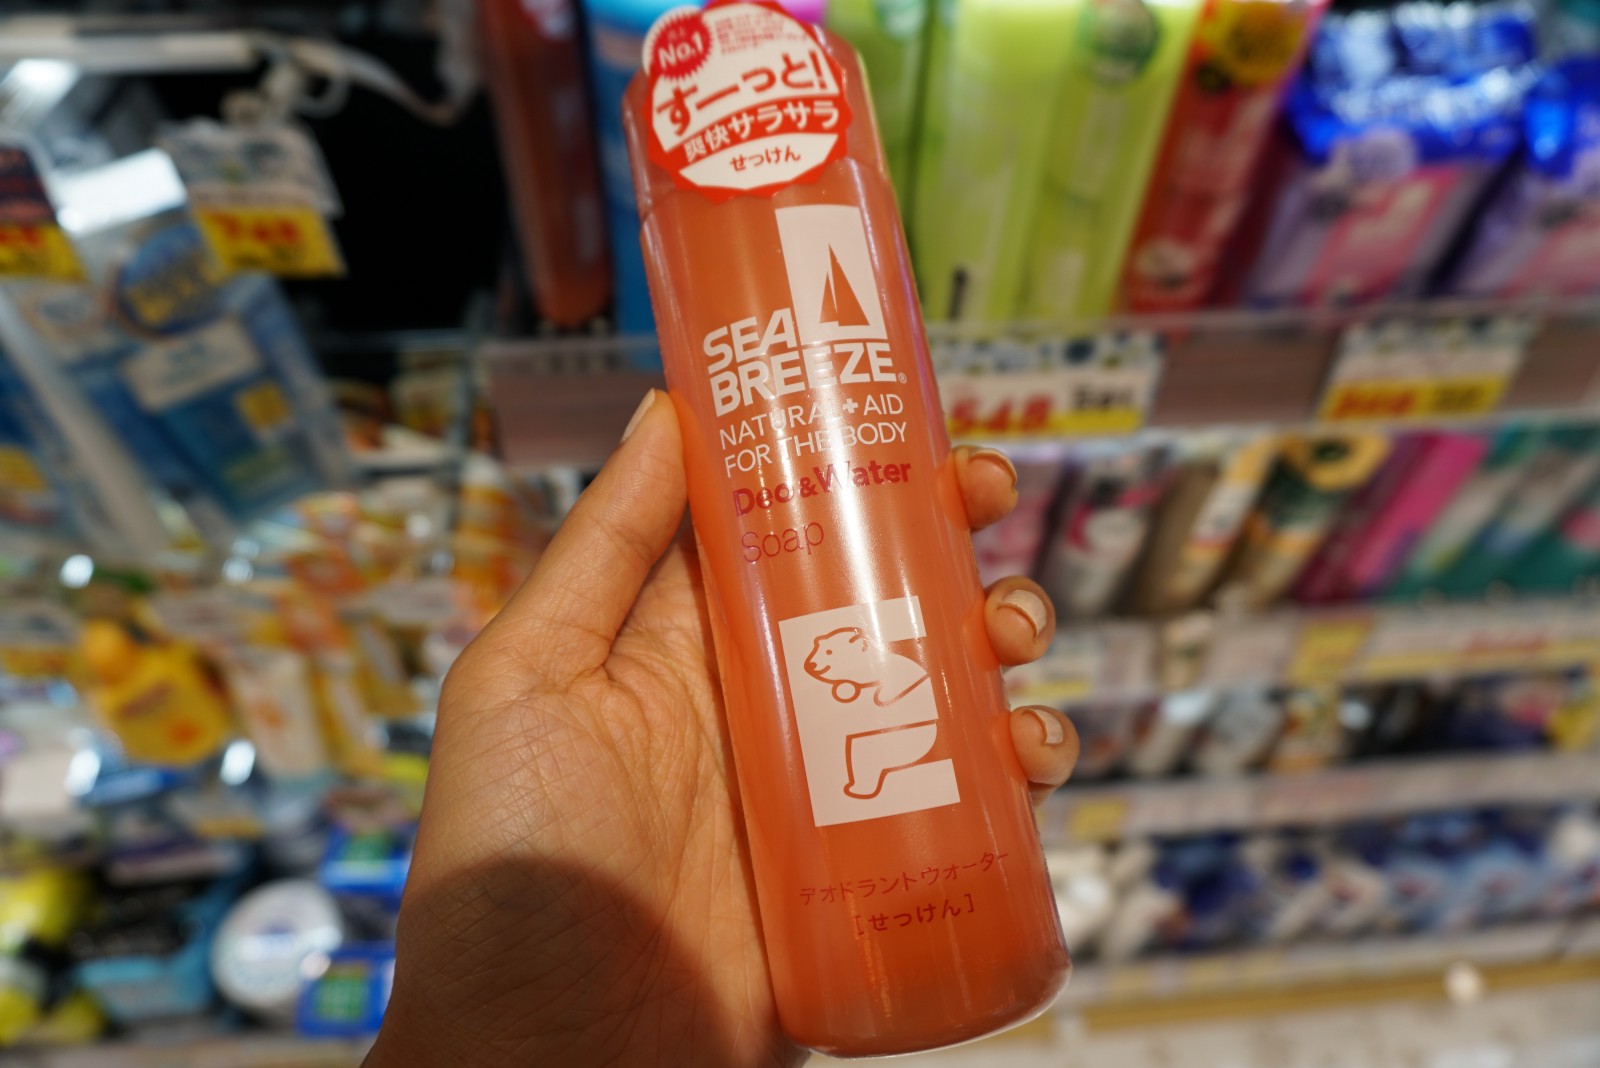 No.1
すーっと!
爽快サラサラ
せっけん
SEA
BREEZE®
NATURAL+AID
FOR THE BODY
Deo&Water
Soap
デオドラントウォーター
[せっけん]
548